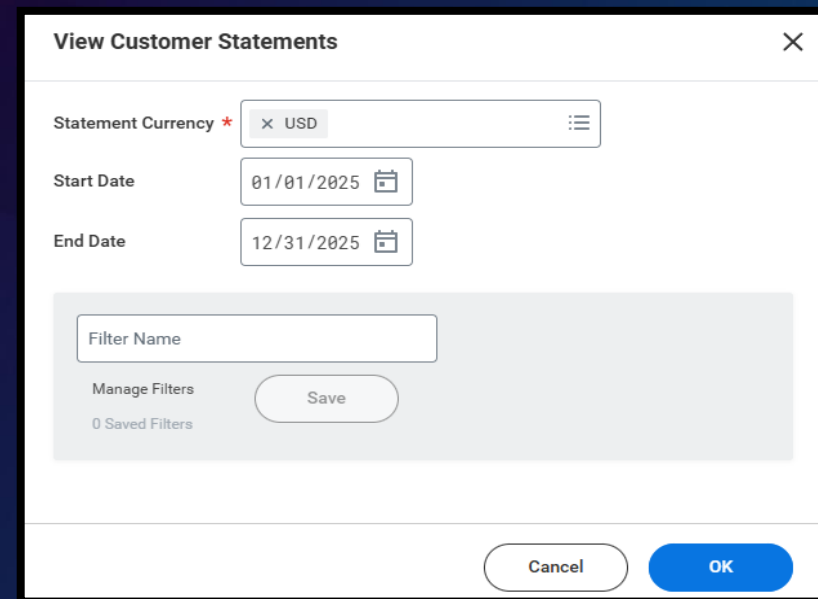 View Customer Statements
Statement Currency * × USD
Start Date 01/01/2025
End Date 12/31/2025
Filter Name
Manage Filters
Save
0 Saved Filters
Cancel OK